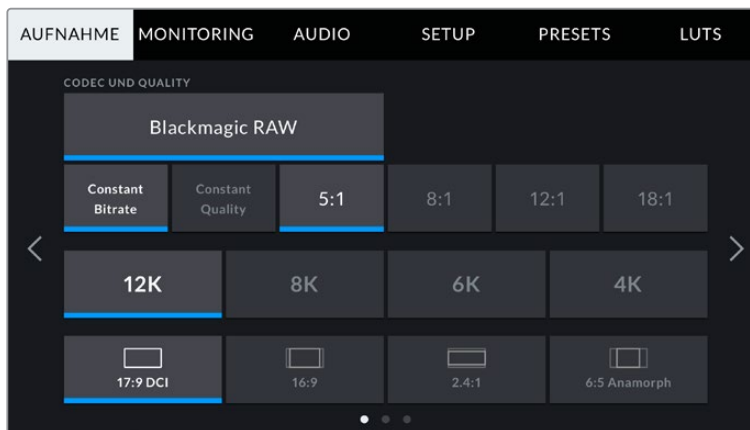 AUFNAHME MONITORING AUDIO SETUP PRESETS LUTS
CODEC UND QUALITY
Blackmagic RAW
Constant Bitrate
Constant Quality
5:1 8:1 12:1 18:1
12K 8K 6K 4K
17:9 DCI 16:9 2.4:1 6:5 Anamorph